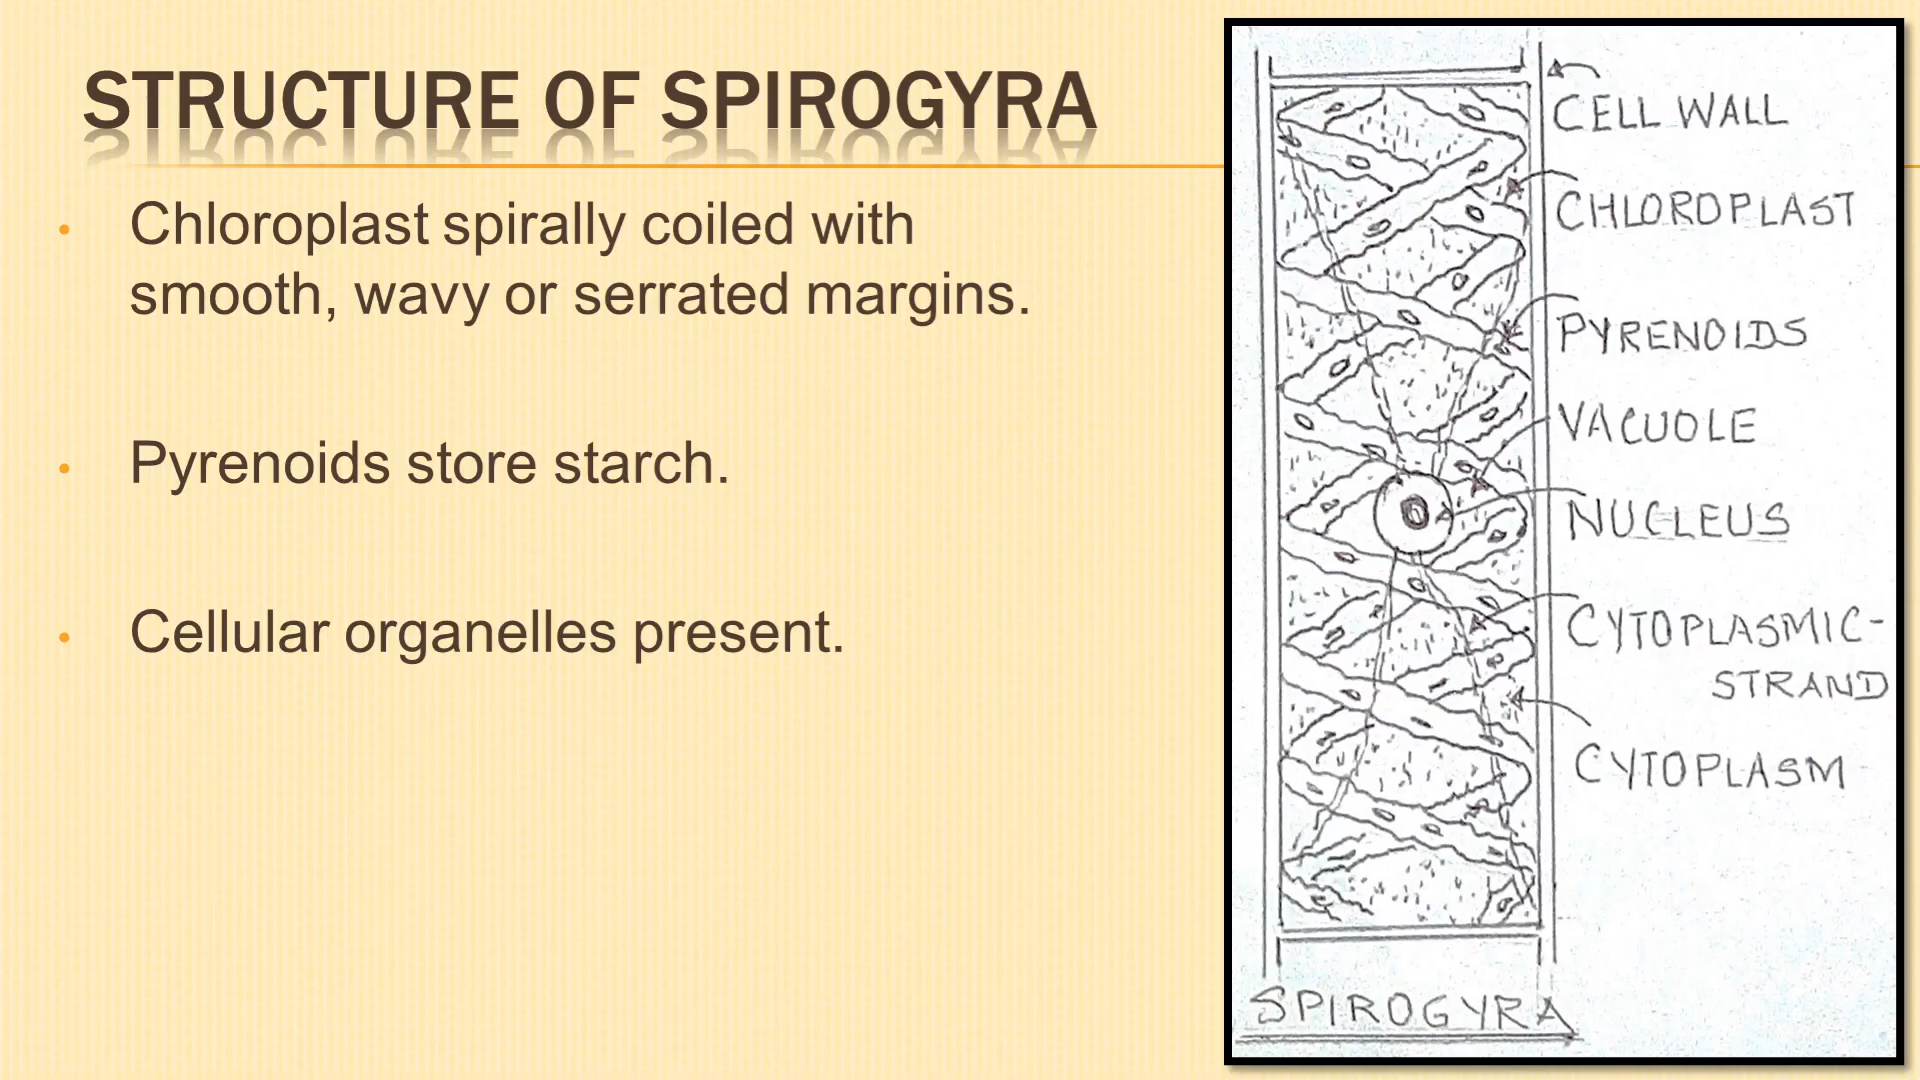 STRUCTURE OF SPIROGYRA
Chloroplast spirally coiled with
smooth, wavy or serrated margins.
Pyrenoids store starch.
Cellular organelles present.
CELL WALL
CHLOROPLAST
PYRENOIDS
VACUOLE
NUCLEUS
CYTOPLASMIC-
STRAND
CYTOPLASM
SPIROGYRA